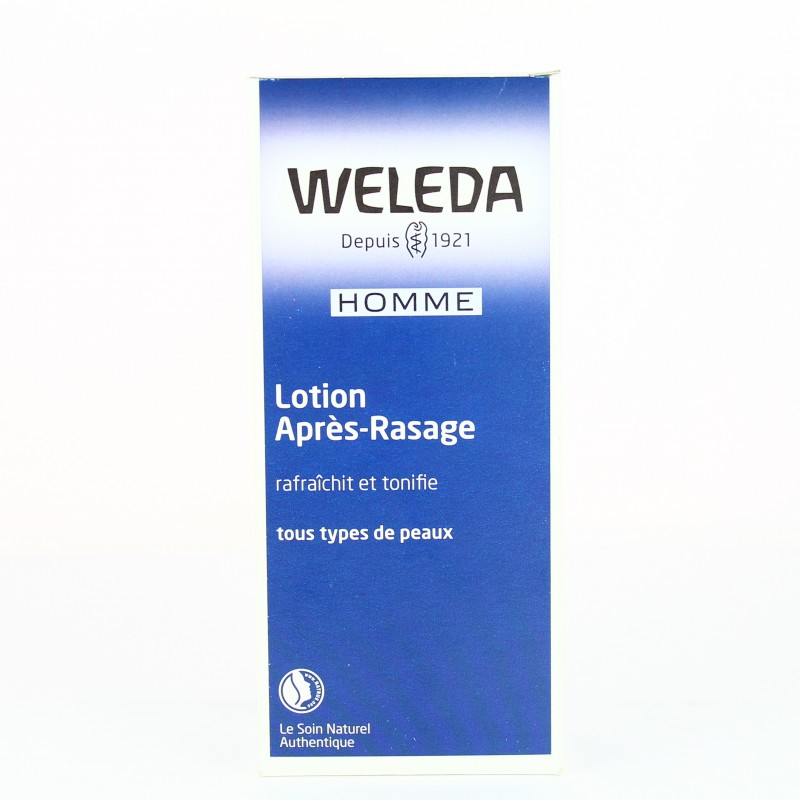 WELEDA
Depuis 1921
HOMME
Lotion
Après-Rasage
rafraîchit et tonifie
tous types de peaux
Le Soin Naturel
Authentique